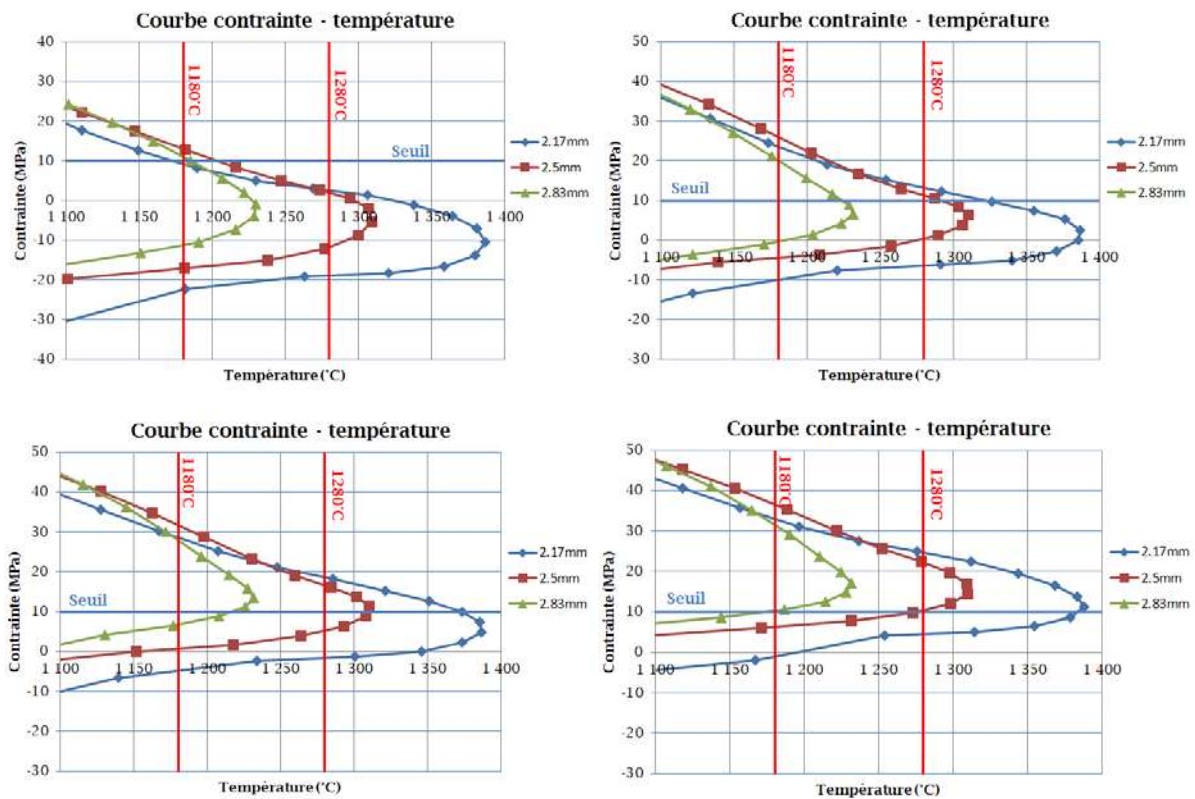 Courbe contrainte - température
40
30
20
10
0
-10
-20
-30
-40
Contrainte (MPa)
1 100
1 150
1 200
1 250
1 300
1 350
1 400
1180°C
1280°C
Seuil
Température (°C)
2.17mm
2.5mm
2.83mm
Courbe contrainte - température
50
40
30
20
10
0
-10
-20
-30
Contrainte (MPa)
1 100
1 150
1 200
1 250
1 300
1 350
1 400
1180°C
1280°C
Seuil
Température (°C)
2.17mm
2.5mm
2.83mm
Courbe contrainte - température
50
40
30
20
10
0
-10
-20
-30
Contrainte (MPa)
1 100
1 150
1 200
1 250
1 300
1 350
1 400
1180°C
1280°C
Seuil
Température (°C)
2.17mm
2.5mm
2.83mm
Courbe contrainte - température
50
40
30
20
10
0
-10
-20
-30
Contrainte (MPa)
1 100
1 150
1 200
1 250
1 300
1 350
1 400
1180°C
1280°C
Seuil
Température (°C)
2.17mm
2.5mm
2.83mm